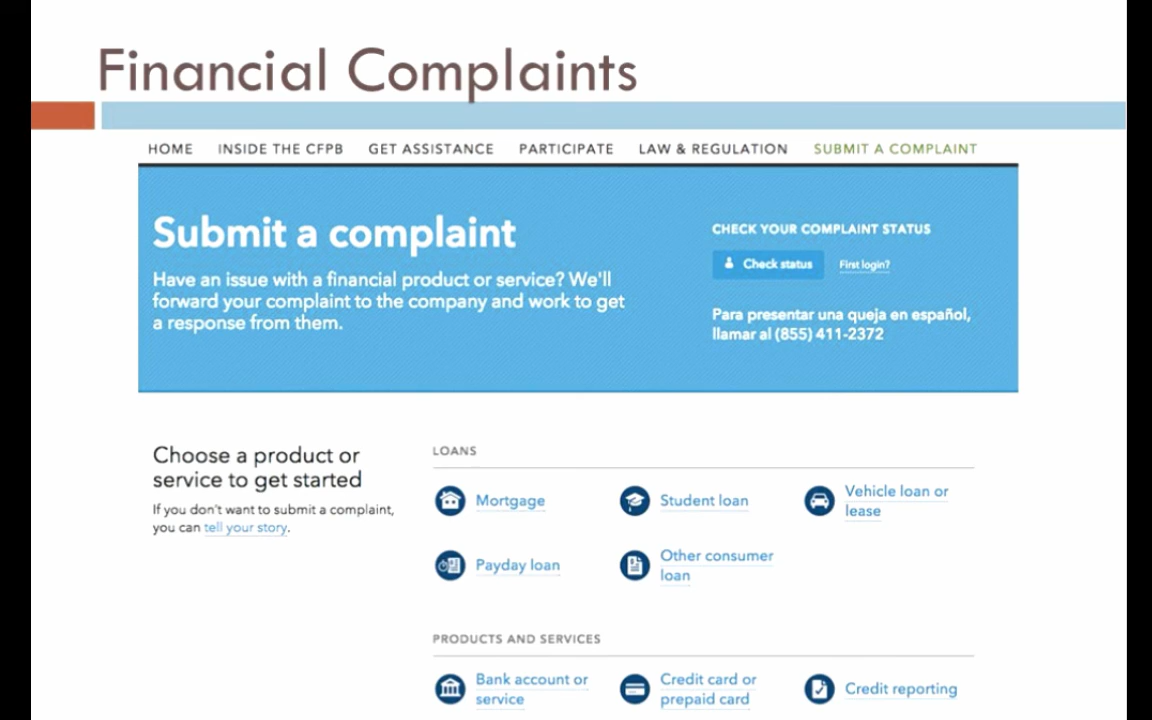 Financial Complaints
HOME INSIDE THE CFPB GET ASSISTANCE PARTICIPATE LAW & REGULATION SUBMIT A COMPLAINT
Submit a complaint
Have an issue with a financial product or service? We'll
forward your complaint to the company and work to get
a response from them.
CHECK YOUR COMPLAINT STATUS
Check status First login?
Para presentar una queja en español,
llamar al (855) 411-2372
Choose a product or
service to get started
If you don't want to submit a complaint,
you can tell your story.
LOANS
Mortgage
Student loan
Vehicle loan or
lease
Payday loan
Other consumer
loan
PRODUCTS AND SERVICES
Bank account or
service
Credit card or
prepaid card
Credit reporting